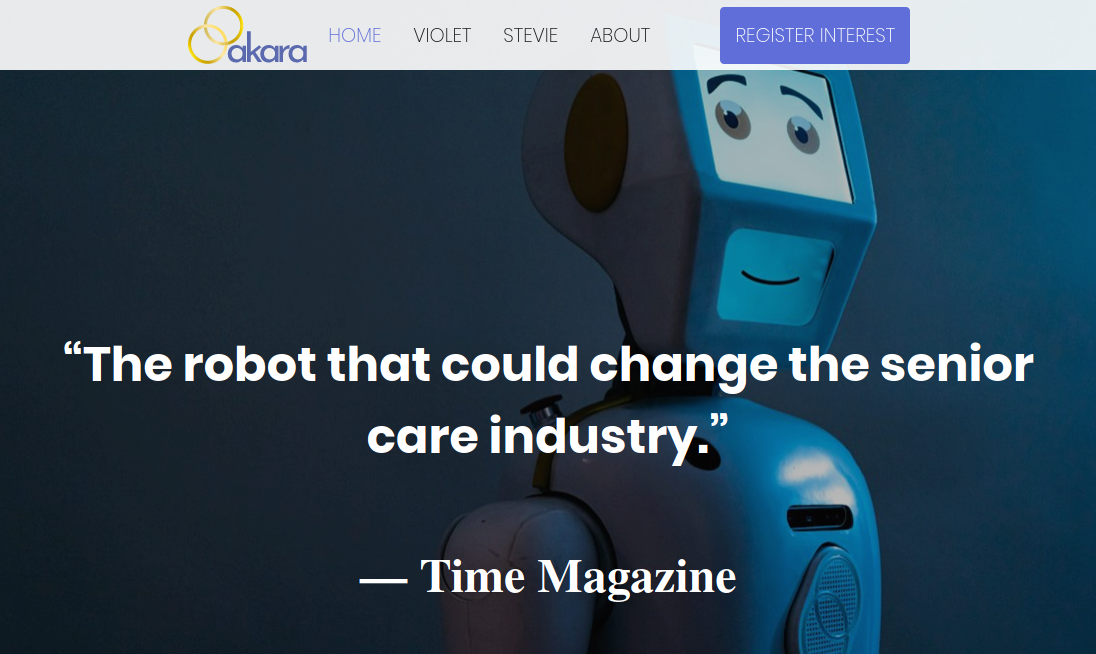 akara
HOME VIOLET STEVIE ABOUT REGISTER INTEREST
“The robot that could change the senior
care industry.”
— Time Magazine